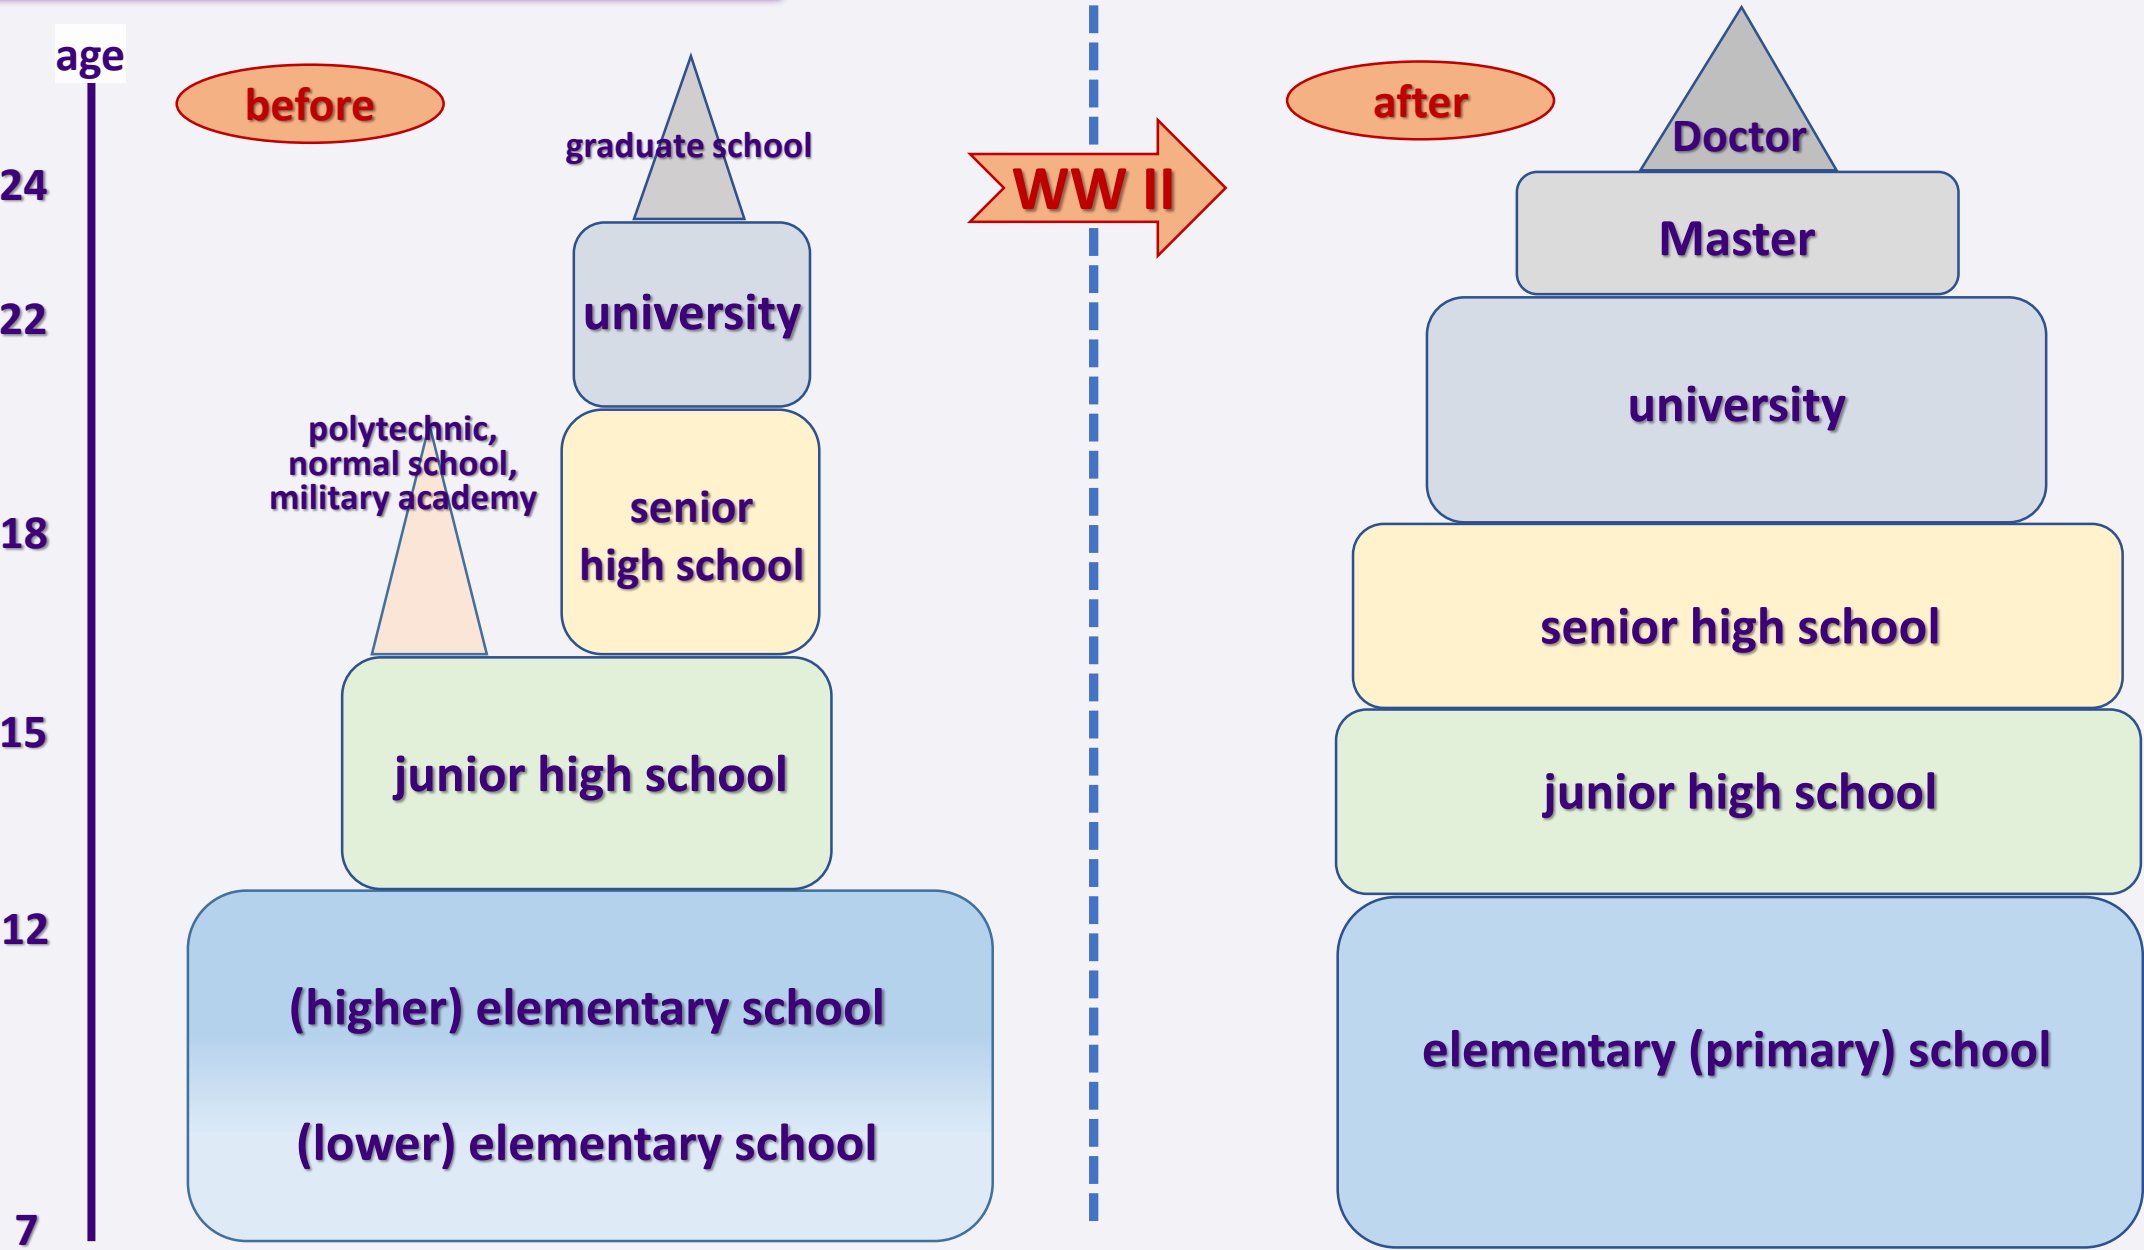 age
24
22
18
15
12
7
before
graduate school
university
polytechnic,
normal school,
military academy
senior
high school
junior high school
(higher) elementary school
(lower) elementary school
WW II
after
Doctor
Master
university
senior high school
junior high school
elementary (primary) school